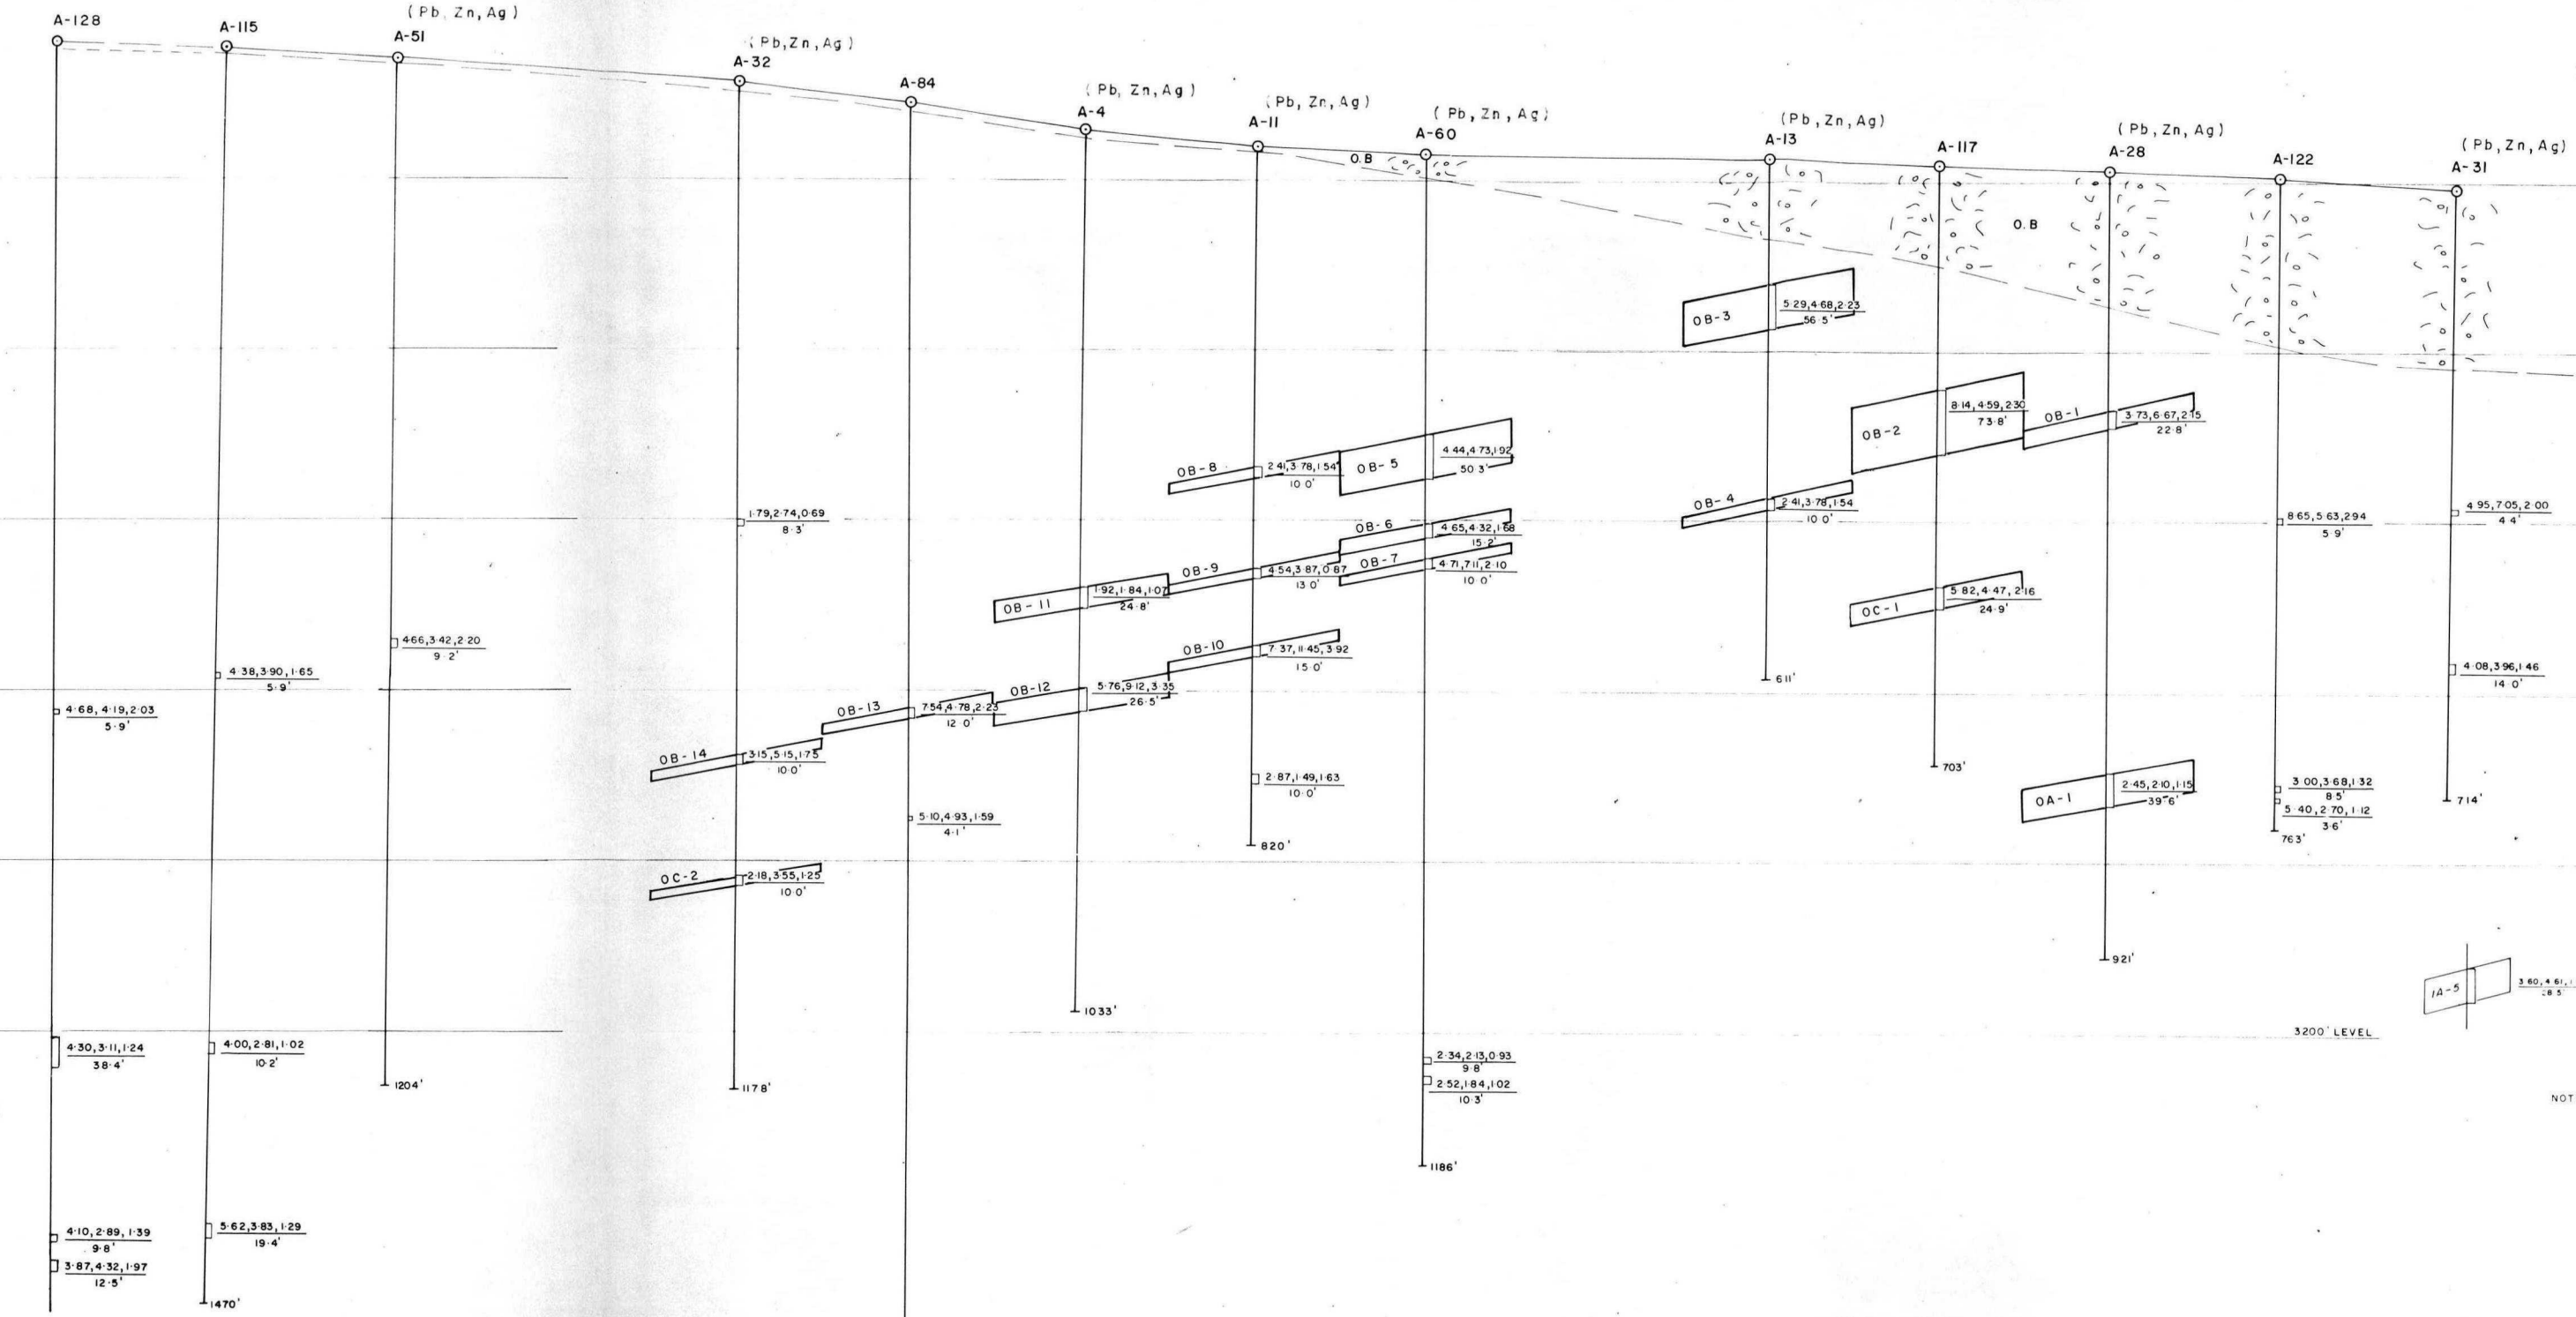 A-128
A-115
(Pb, Zn, Ag)
A-51
(Pb, Zn, Ag)
A-32
A-84
(Pb, Zn, Ag)
A-4
(Pb, Zn, Ag)
A-11
(Pb, Zn, Ag)
A-60
(Pb, Zn, Ag)
A-13
A-117
(Pb, Zn, Ag)
A-28
A-122
(Pb, Zn, Ag)
A-31
O.B
O.B
OB-3
5·29,4·68,2·23
56·5'
OB-2
8·14,4·59,2·30
73·8'
OB-1
3·73,6·67,2·15
22·8'
OB-8
2·41,3·78,1·54
10·0'
OB-5
4·44,4·73,1·92
50·3'
OB-4
2·41,3·78,1·54
10·0'
1·79,2·74,0·69
8·3'
OB-6
4·65,4·32,1·68
15·2'
OB-7
4·71,7·11,2·10
10·0'
8·65,5·63,2·94
5·9'
4·95,7·05,2·00
4·4'
OB-9
4·54,3·87,0·87
13·0'
OB-11
1·92,1·84,1·07
24·8'
OC-1
5·82,4·47,2·16
24·9'
4·66,3·42,2·20
9·2'
OB-10
7·37,11·45,3·92
15·0'
4·38,3·90,1·65
5·9'
4·08,3·96,1·46
14·0'
611'
4·68,4·19,2·03
5·9'
OB-12
5·76,9·12,3·35
26·5'
OB-13
7·54,4·78,2·23
12·0'
OB-14
3·15,5·15,1·75
10·0'
703'
2·87,1·49,1·63
10·0'
OA-1
2·45,2·10,1·15
39·6'
3·00,3·68,1·32
8·5'
5·40,2·70,1·12
3·6'
763'
714'
5·10,4·93,1·59
4·1'
820'
OC-2
2·18,3·55,1·25
10·0'
921'
1A-5
3·60,4·61,1
28·5
1033'
3200' LEVEL
4·30,3·11,1·24
38·4'
4·00,2·81,1·02
10·2'
1204'
1178'
2·34,2·13,0·93
9·8'
2·52,1·84,1·02
10·3'
NOT
1186'
4·10,2·89,1·39
9·8'
5·62,3·83,1·29
19·4'
3·87,4·32,1·97
12·5'
1470'